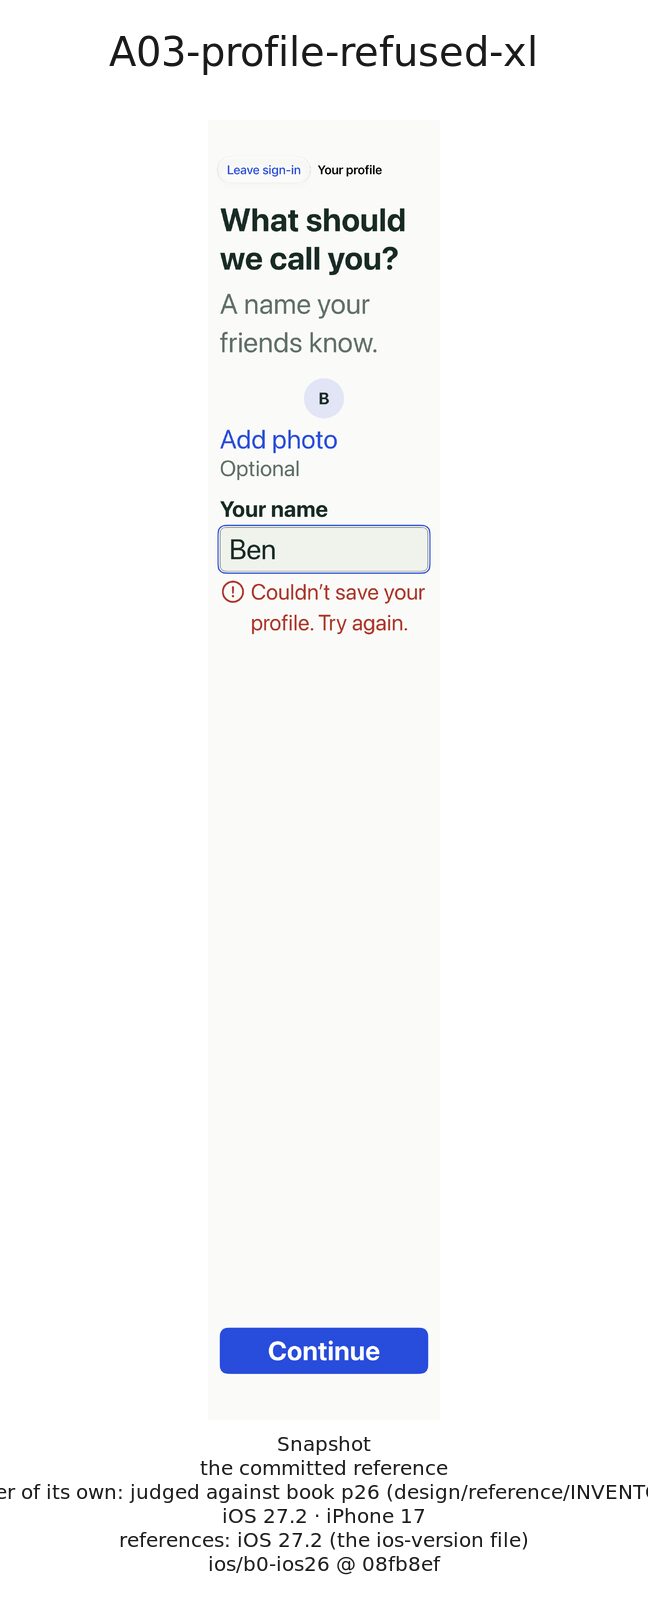 A03-profile-refused-xl
Leave sign-in Your profile
What should
we call you?
A name your
friends know.
B
Add photo
Optional
Your name
Ben
Couldn’t save your
profile. Try again.
Continue
Snapshot
the committed reference
of its own: judged against book p26 (design/reference/
iOS 27.2 · iPhone 17
references: iOS 27.2 (the ios-version file)
ios/b0-ios26 @ 08fb8ef